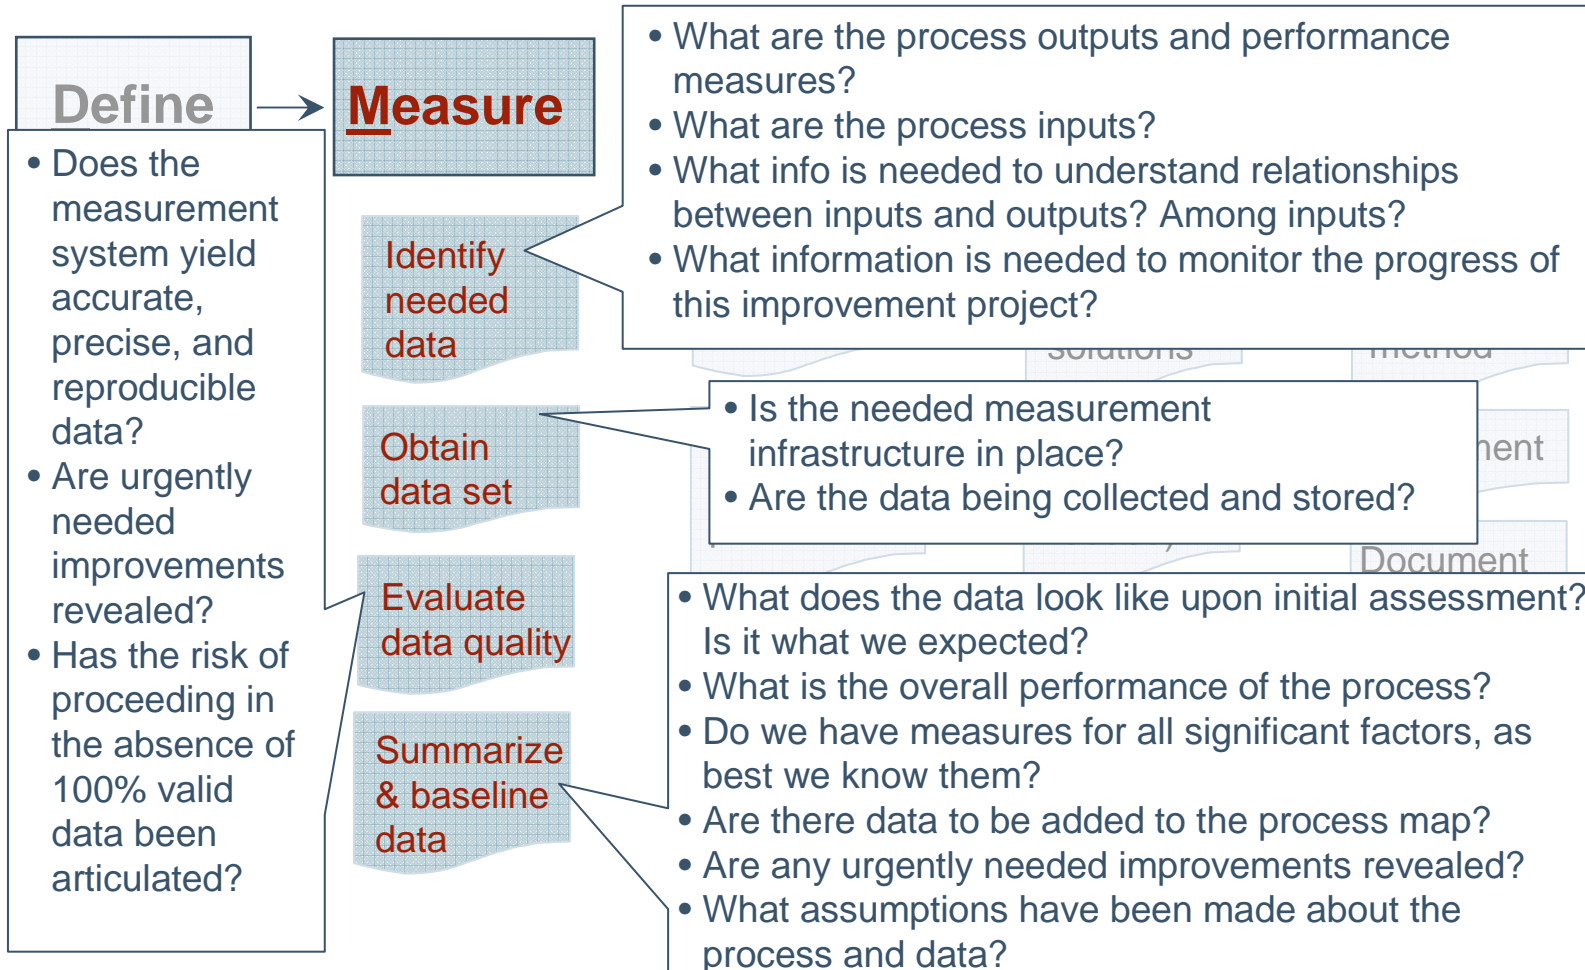 Define
Measure
• Does the
measurement
system yield
accurate,
precise, and
reproducible
data?
• Are urgently
needed
improvements
revealed?
• Has the risk of
proceeding in
the absence of
100% valid
data been
articulated?
Identify
needed
data
• What are the process outputs and performance
measures?
• What are the process inputs?
• What info is needed to understand relationships
between inputs and outputs? Among inputs?
• What information is needed to monitor the progress of
this improvement project?
solutions
method
Obtain
data set
• Is the needed measurement
infrastructure in place?
• Are the data being collected and stored?
Document
Evaluate
data quality
Summarize
& baseline
data
• What does the data look like upon initial assessment?
Is it what we expected?
• What is the overall performance of the process?
• Do we have measures for all significant factors, as
best we know them?
• Are there data to be added to the process map?
• Are any urgently needed improvements revealed?
• What assumptions have been made about the
process and data?